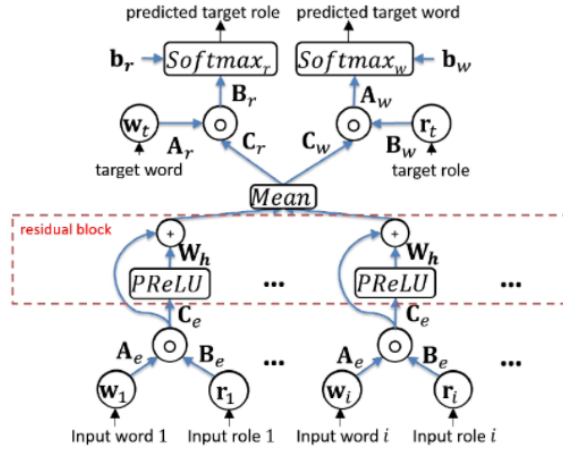 predicted target role predicted target word
b_r Softmax_r Softmax_w b_w
B_r A_w
w_t r_t
A_r C_r C_w B_w
target word target role
Mean
residual block
+ +
W_h W_h
PReLU ... PReLU ...
C_e C_e
A_e B_e ... A_e B_e ...
w_1 r_1 w_i r_i
Input word 1 Input role 1 Input word i Input role i